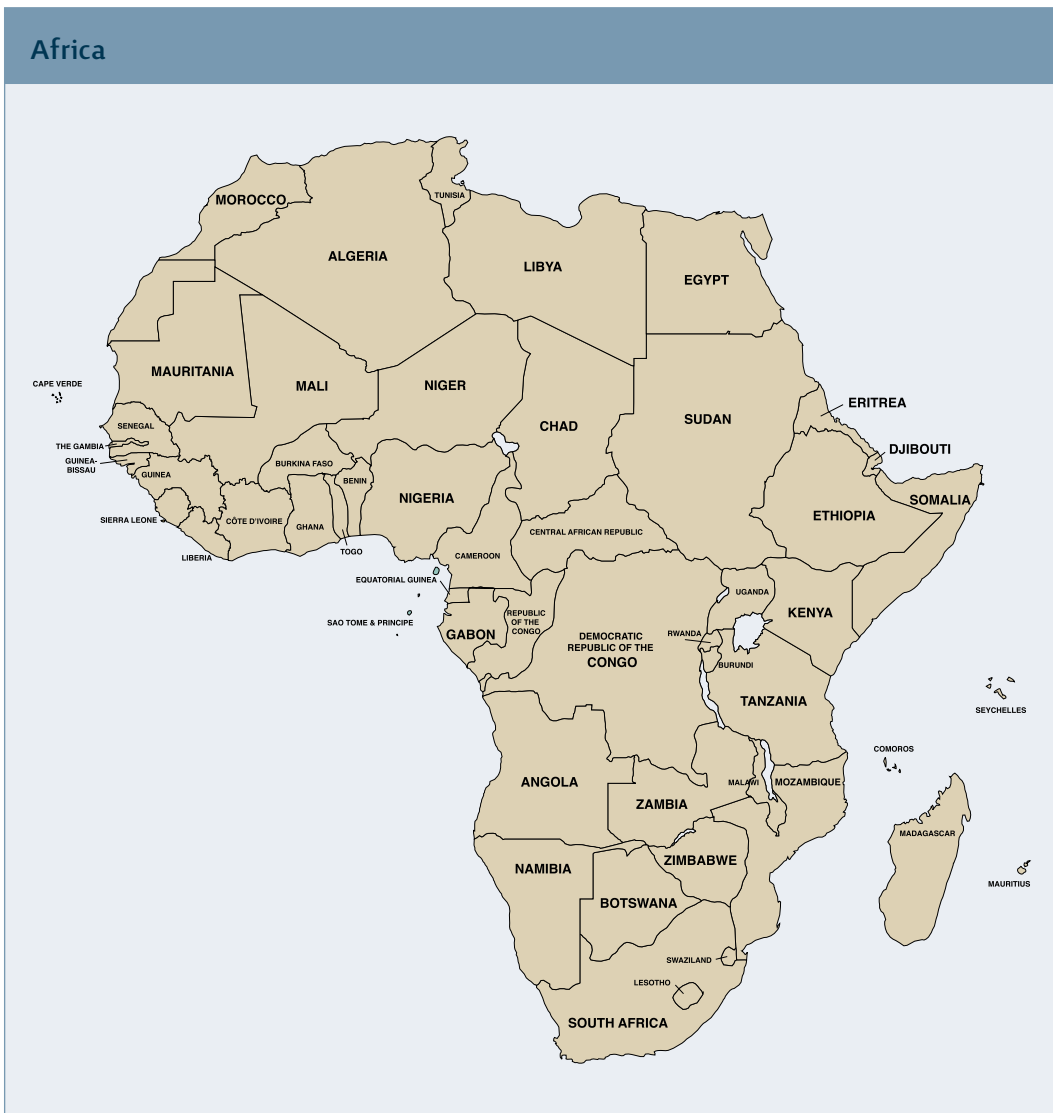 Africa
MOROCCO
TUNISIA
ALGERIA
LIBYA
EGYPT
MAURITANIA
MALI
NIGER
CHAD
SUDAN
ERITREA
DJIBOUTI
CAPE VERDE
SENEGAL
THE GAMBIA
GUINEA-
BISSAU
GUINEA
BURKINA FASO
BENIN
NIGERIA
SOMALIA
ETHIOPIA
SIERRA LEONE
CÔTE D'IVOIRE
GHANA
CENTRAL AFRICAN REPUBLIC
LIBERIA
TOGO
CAMEROON
EQUATORIAL GUINEA
UGANDA
KENYA
SAO TOME & PRINCIPE
GABON
REPUBLIC
OF THE
CONGO
DEMOCRATIC
REPUBLIC OF THE
CONGO
RWANDA
BURUNDI
TANZANIA
SEYCHELLES
COMOROS
ANGOLA
MALAWI
MOZAMBIQUE
ZAMBIA
MADAGASCAR
NAMIBIA
ZIMBABWE
MAURITIUS
BOTSWANA
SWAZILAND
LESOTHO
SOUTH AFRICA